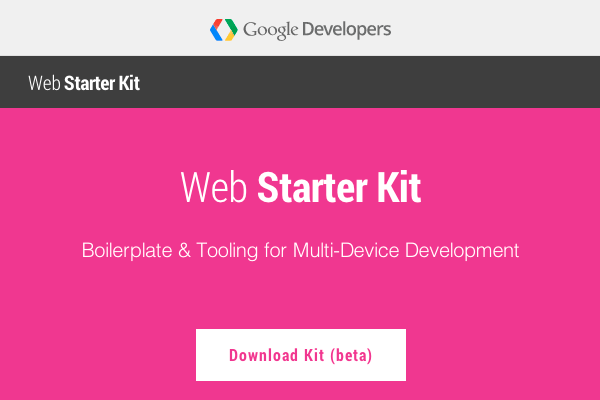 Google Developers
Web Starter Kit
Web Starter Kit
Boilerplate & Tooling for Multi-Device Development
Download Kit (beta)